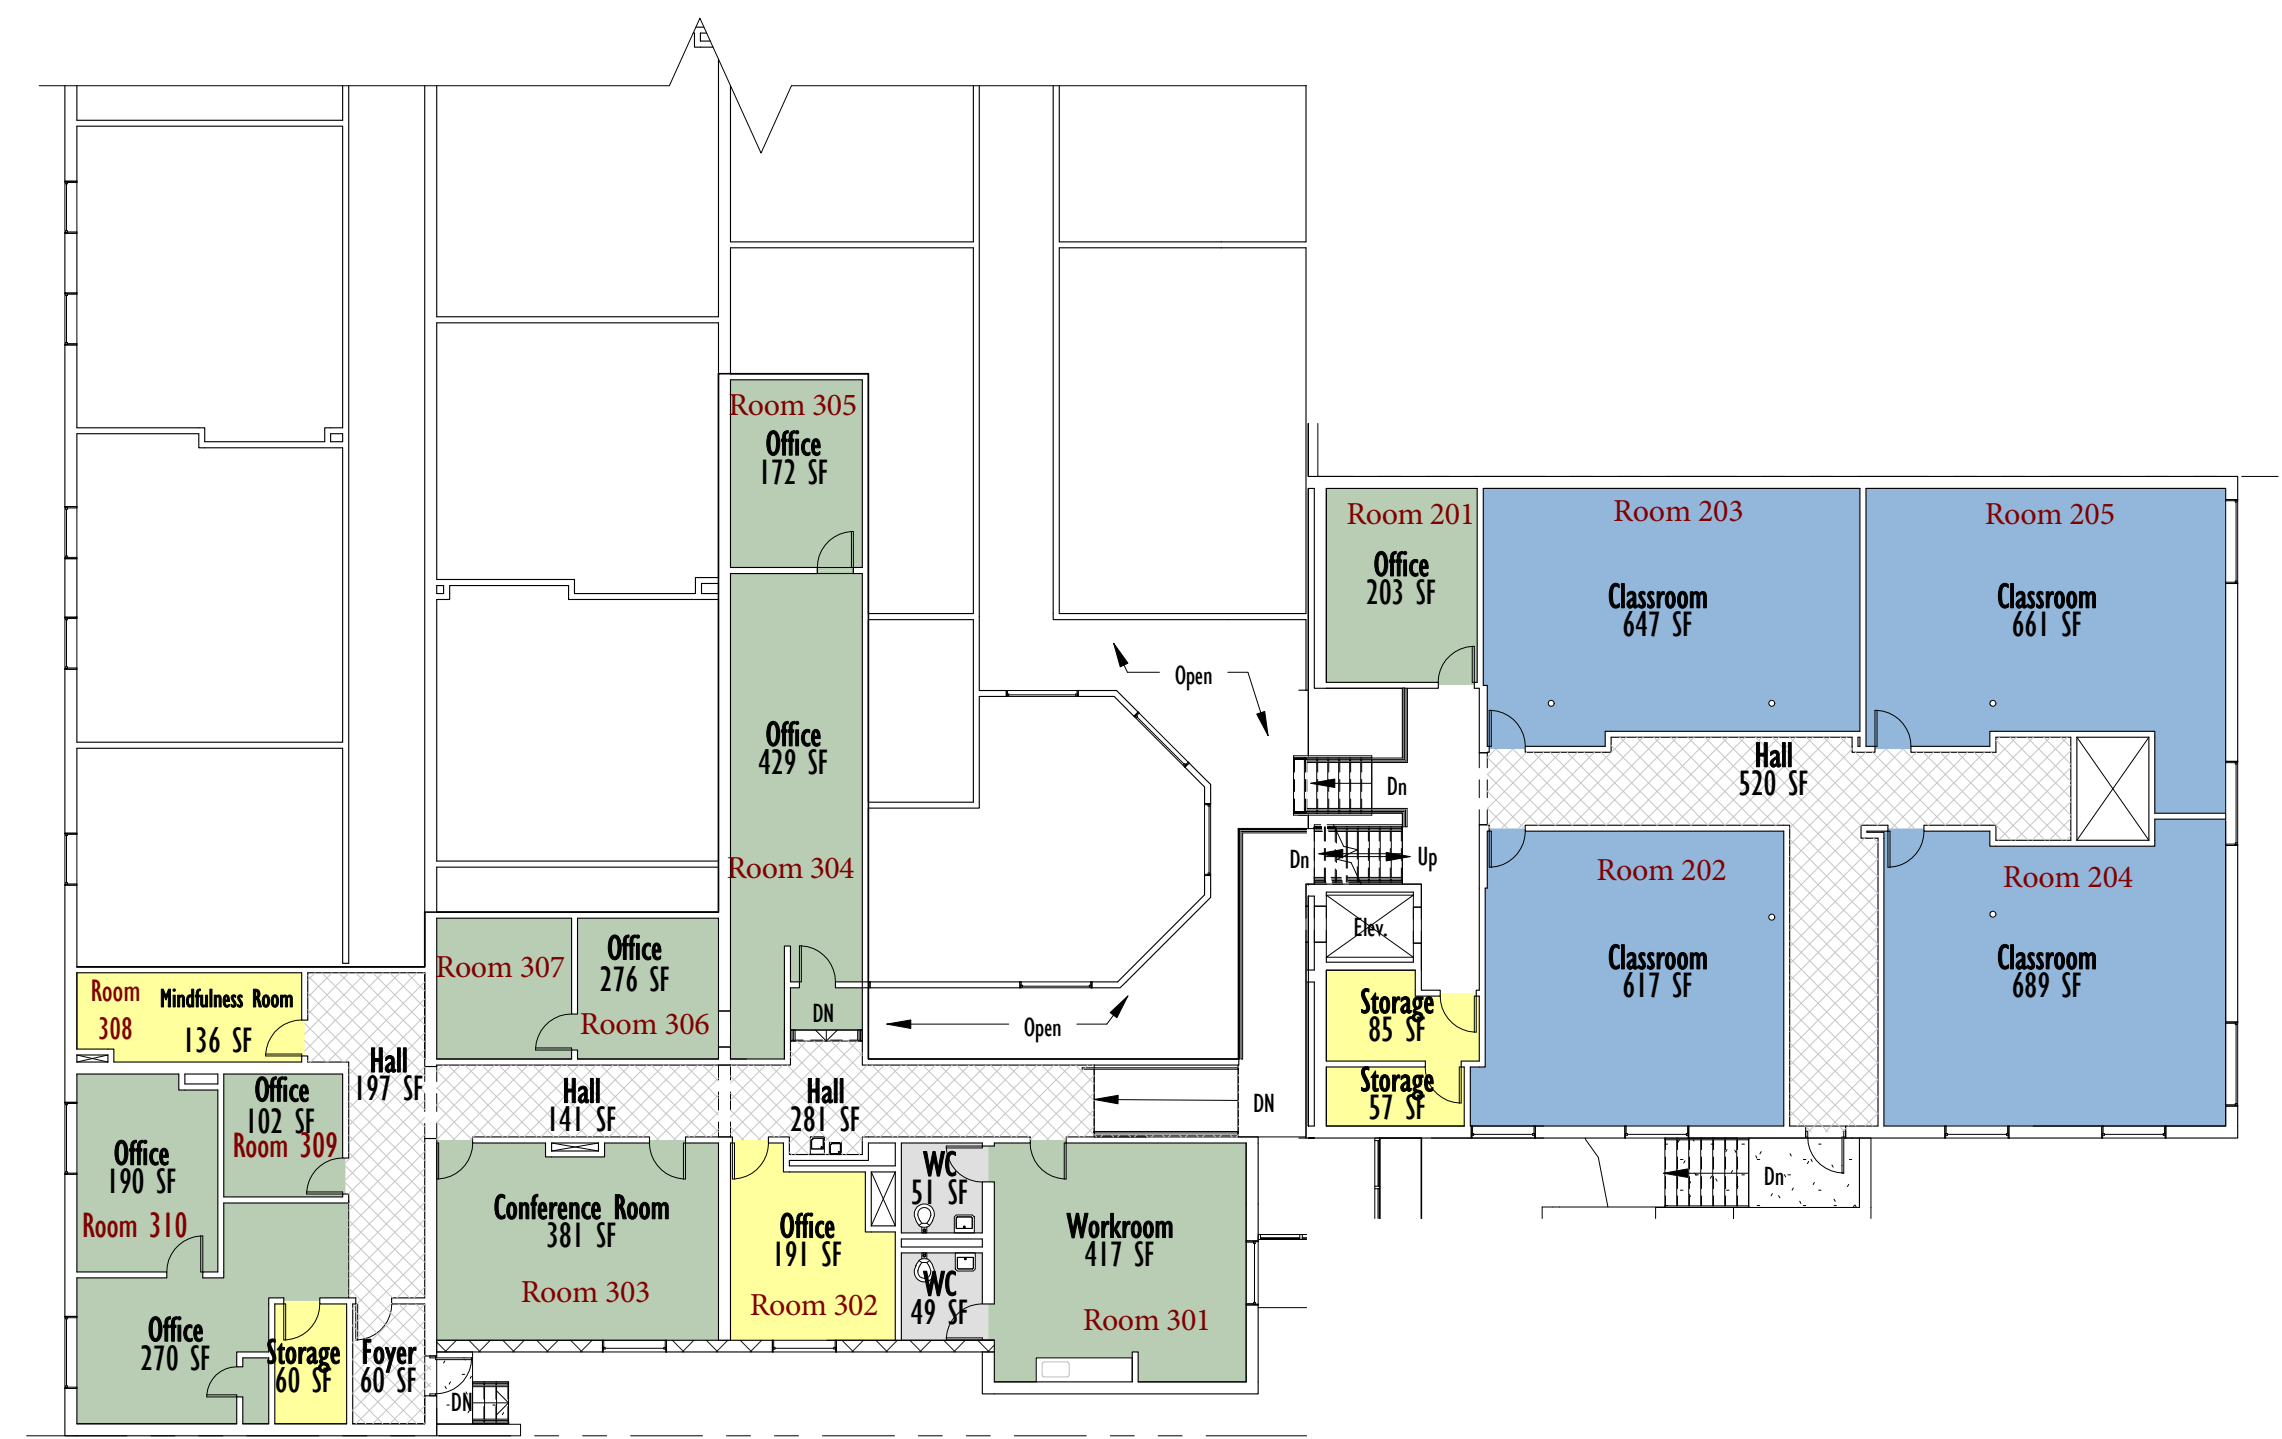 Room 305
Office
172 SF
Room 201
Office
203 SF
Room 203
Classroom
647 SF
Room 205
Classroom
661 SF
Open
Office
429 SF
Room 304
Hall
520 SF
Dn
Dn
Up
Elev.
Room 202
Classroom
617 SF
Room 204
Classroom
689 SF
Room 307
Office
276 SF
Room 306
DN
Open
Storage
85 SF
Storage
57 SF
Room
308
Mindfulness Room
136 SF
Hall
197 SF
Hall
141 SF
Hall
281 SF
DN
Office
102 SF
Room 309
Office
190 SF
Room 310
Conference Room
381 SF
Room 303
Office
191 SF
Room 302
WC
51 SF
WC
49 SF
Workroom
417 SF
Room 301
Dn
Office
270 SF
Storage
60 SF
Foyer
60 SF
DN